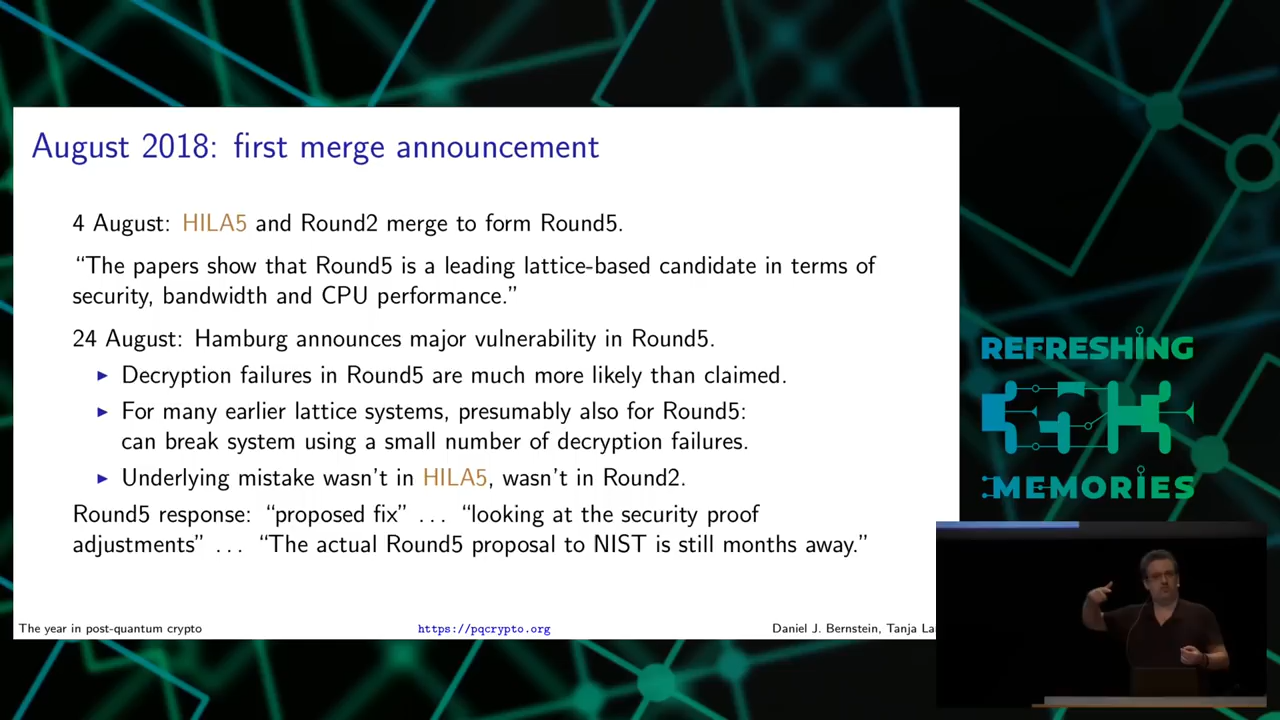 August 2018: first merge announcement
4 August: HILA5 and Round2 merge to form Round5.
“The papers show that Round5 is a leading lattice-based candidate in terms of
security, bandwidth and CPU performance.”
24 August: Hamburg announces major vulnerability in Round5.
▶ Decryption failures in Round5 are much more likely than claimed.
▶ For many earlier lattice systems, presumably also for Round5:
can break system using a small number of decryption failures.
▶ Underlying mistake wasn’t in HILA5, wasn’t in Round2.
Round5 response: “proposed fix” ... “looking at the security proof
adjustments” ... “The actual Round5 proposal to NIST is still months away.”
The year in post-quantum crypto
https://pqcrypto.org
Daniel J. Bernstein, Tanja La
REFRESHING
MEMORIES